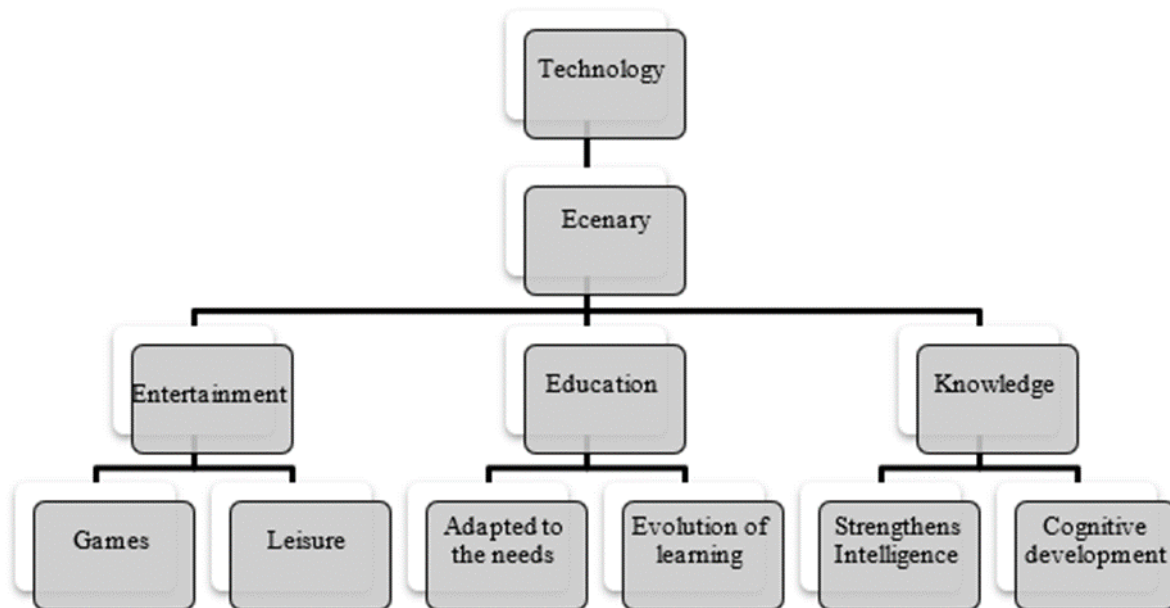 Technology
Ecenary
Entertainment
Education
Knowledge
Games
Leisure
Adapted to
the needs
Evolution of
learning
Strengthens
Intelligence
Cognitive
development